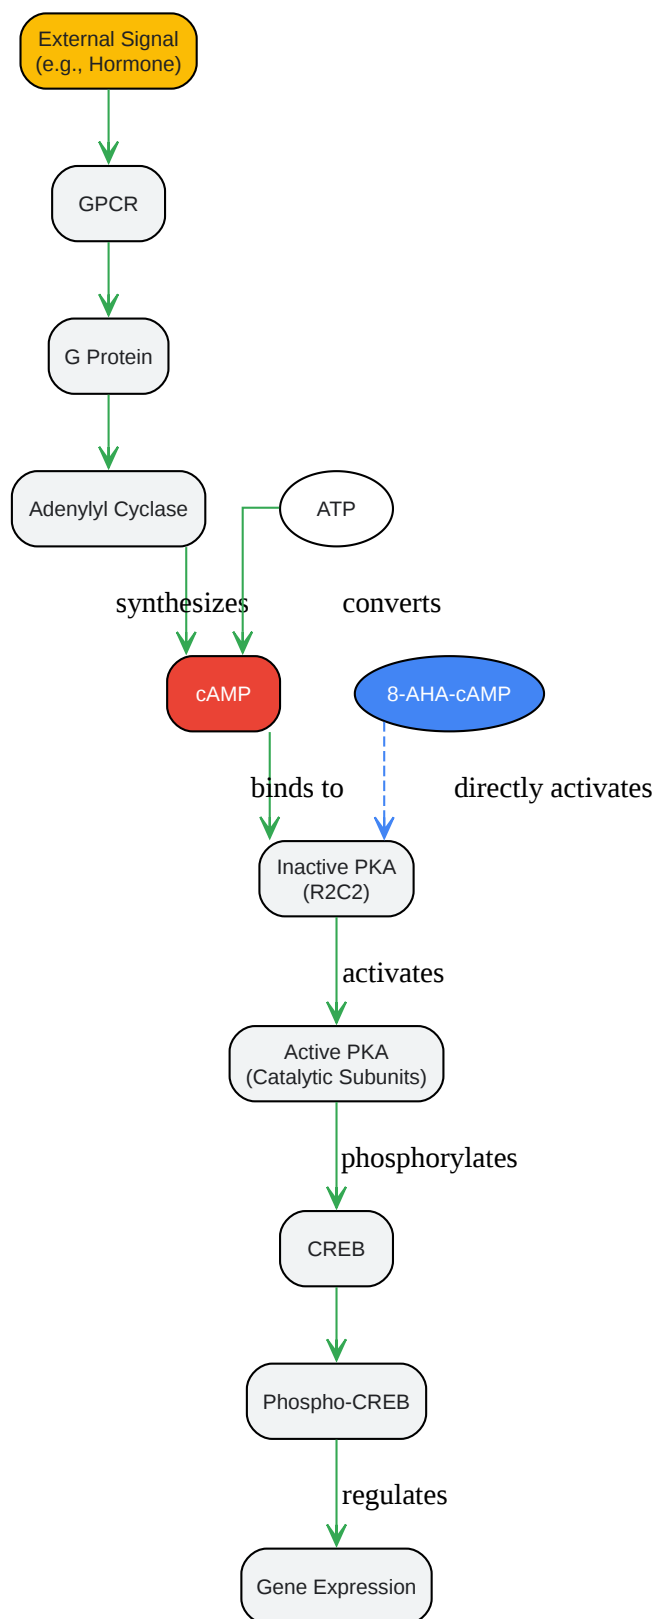 External Signal
(e.g., Hormone)
GPCR
G Protein
Adenylyl Cyclase
ATP
synthesizes
converts
cAMP
8-AHA-cAMP
binds to
directly activates
Inactive PKA
(R2C2)
activates
Active PKA
(Catalytic Subunits)
phosphorylates
CREB
Phospho-CREB
regulates
Gene Expression